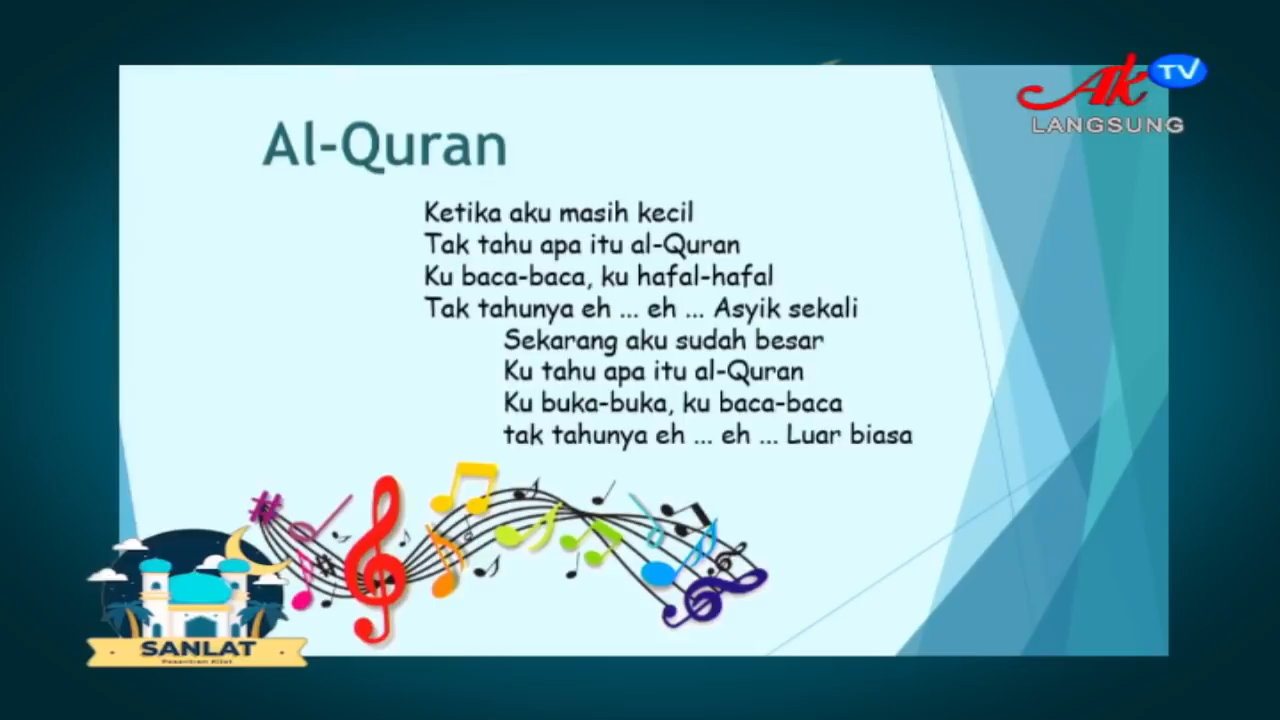 Ak TV
LANGSUNG
Al-Quran
Ketika aku masih kecil
Tak tahu apa itu al-Quran
Ku baca-baca, ku hafal-hafal
Tak tahunya eh ... eh ... Asyik sekali
Sekarang aku sudah besar
Ku tahu apa itu al-Quran
Ku buka-buka, ku baca-baca
tak tahunya eh ... eh ... Luar biasa
SANLAT
Pesantren Kilat